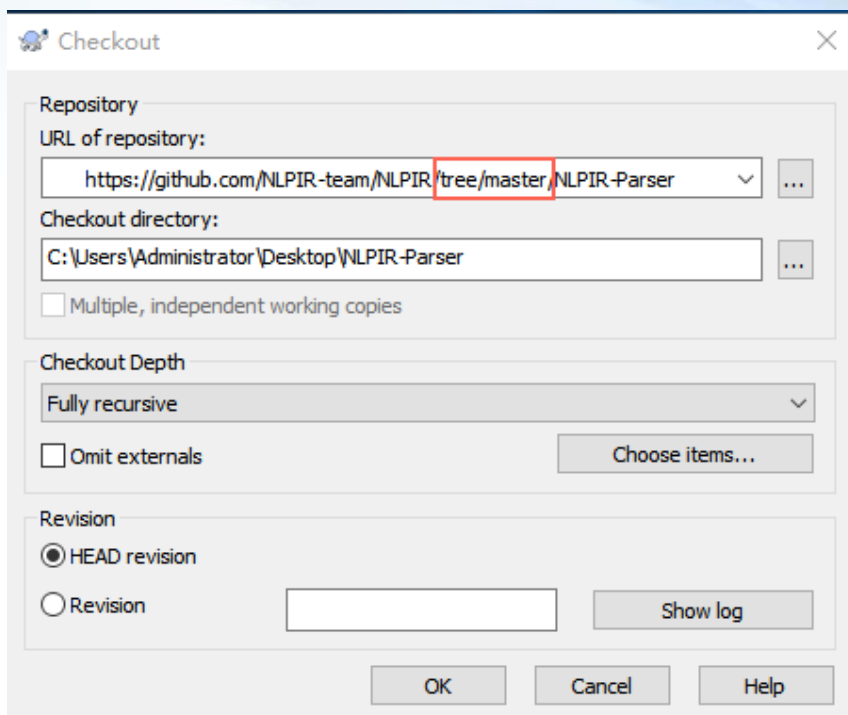 Checkout
Repository
URL of repository:
https://github.com/NLPIR-team/NLPIR/tree/master/NLPIR-Parser
...
Checkout directory:
C:\Users\Administrator\Desktop\NLPIR-Parser
...
Multiple, independent working copies
Checkout Depth
Fully recursive
Omit externals
Choose items...
Revision
HEAD revision
Revision
Show log
OK Cancel Help